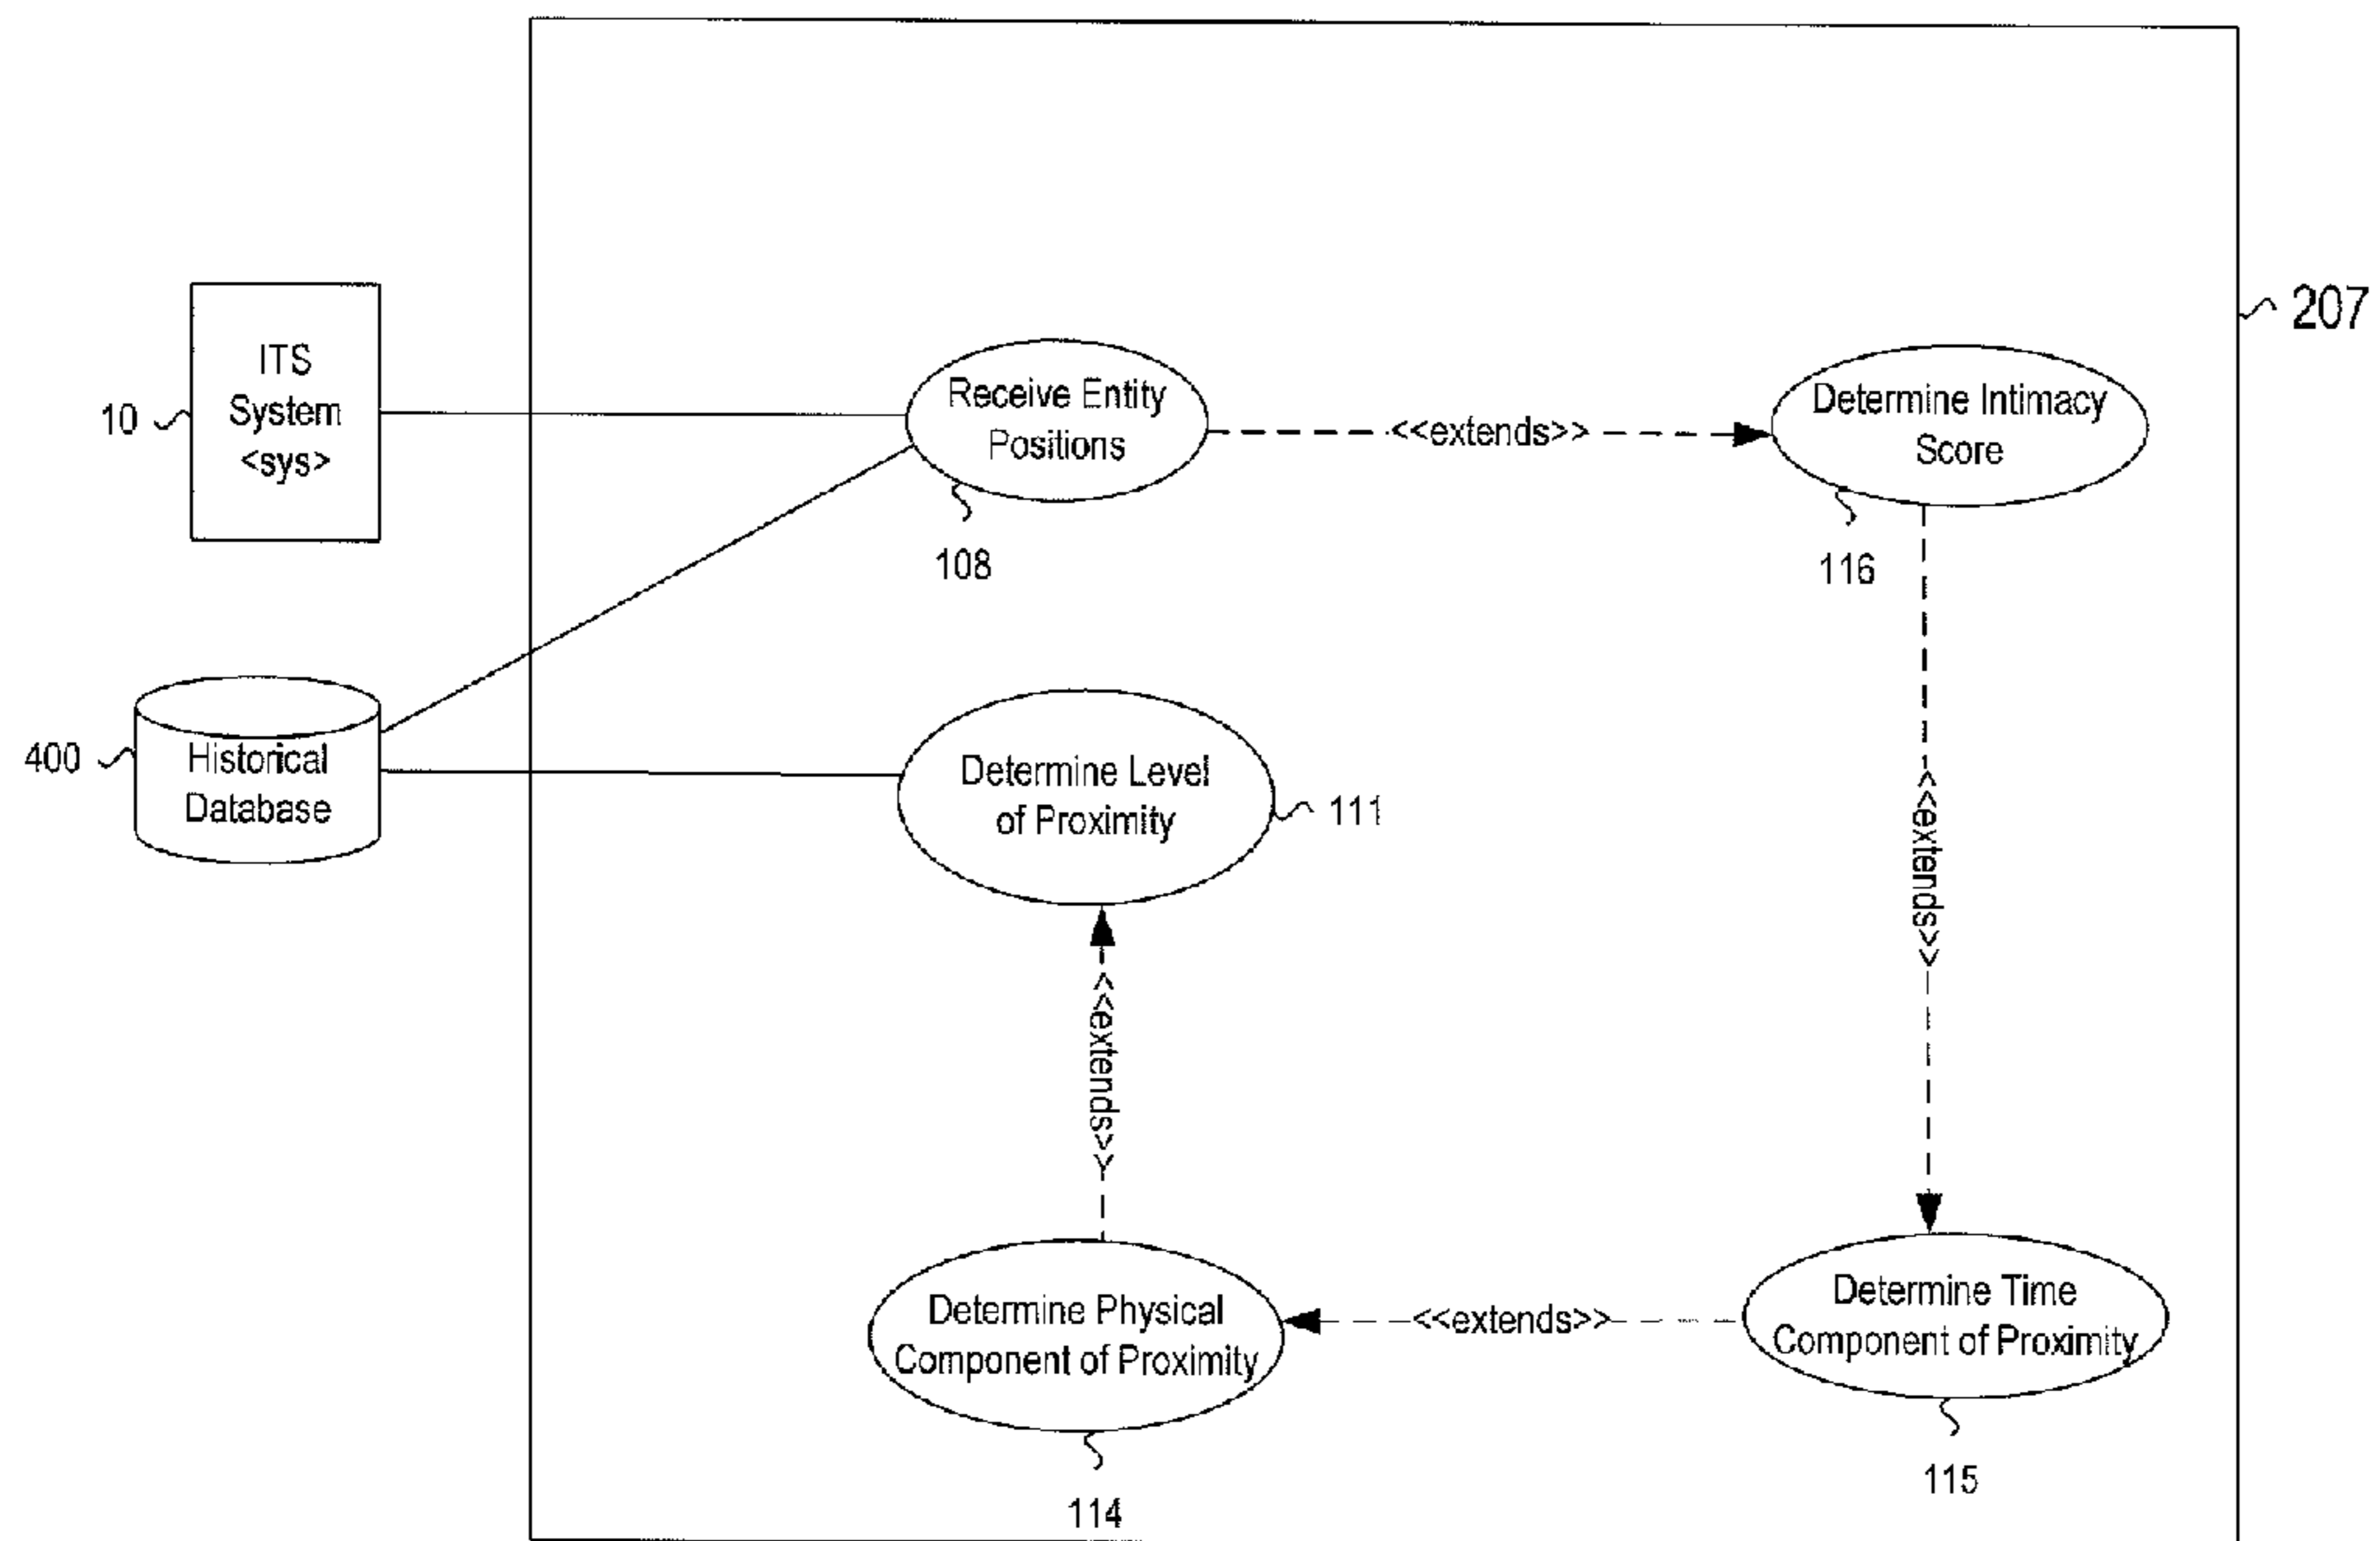 207
ITS
System
<sys>
10
Receive Entity
Positions
108
<<extends>>
Determine Intimacy
Score
116
<<extends>>
400
Historical
Database
Determine Level
of Proximity
111
<<extends>>
Determine Physical
Component of Proximity
114
<<extends>>
Determine Time
Component of Proximity
115